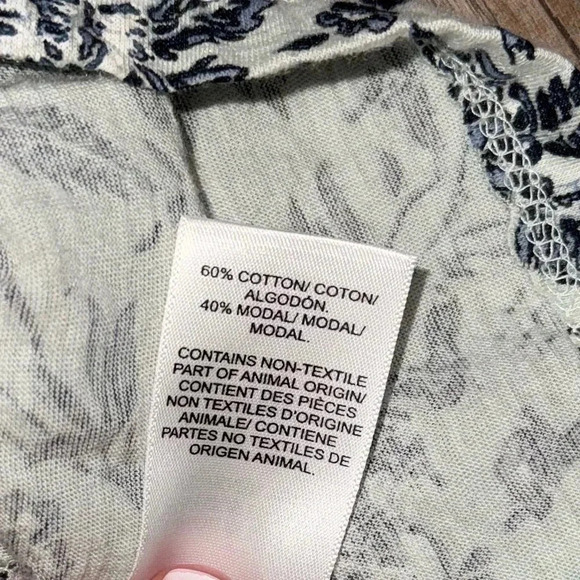 60% COTTON/ COTON/
ALGODÓN.
40% MODAL/ MODAL/
MODAL.
CONTAINS NON-TEXTILE
PART OF ANIMAL ORIGIN/
CONTIENT DES PIÈCES
NON TEXTILES D'ORIGINE
ANIMALE/ CONTIENE
PARTES NO TEXTILES DE
ORIGEN ANIMAL.